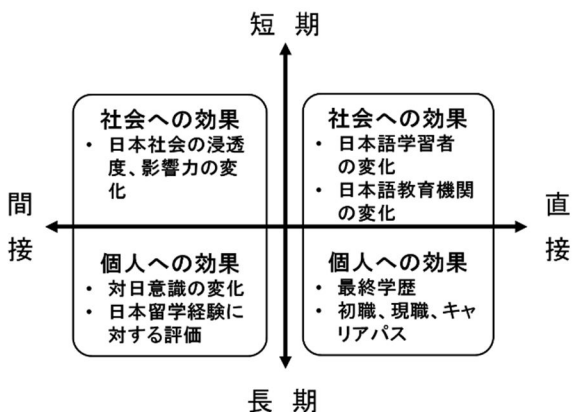 短 期
社会への効果
・ 日本社会の浸透
度、影響力の変
化
社会への効果
・ 日本語学習者
の変化
・ 日本語教育機関
の変化
間
接
直
接
個人への効果
・ 対日意識の変化
・ 日本留学経験に
対する評価
個人への効果
・ 最終学歴
・ 初職、現職、キャ
リアパス
長 期